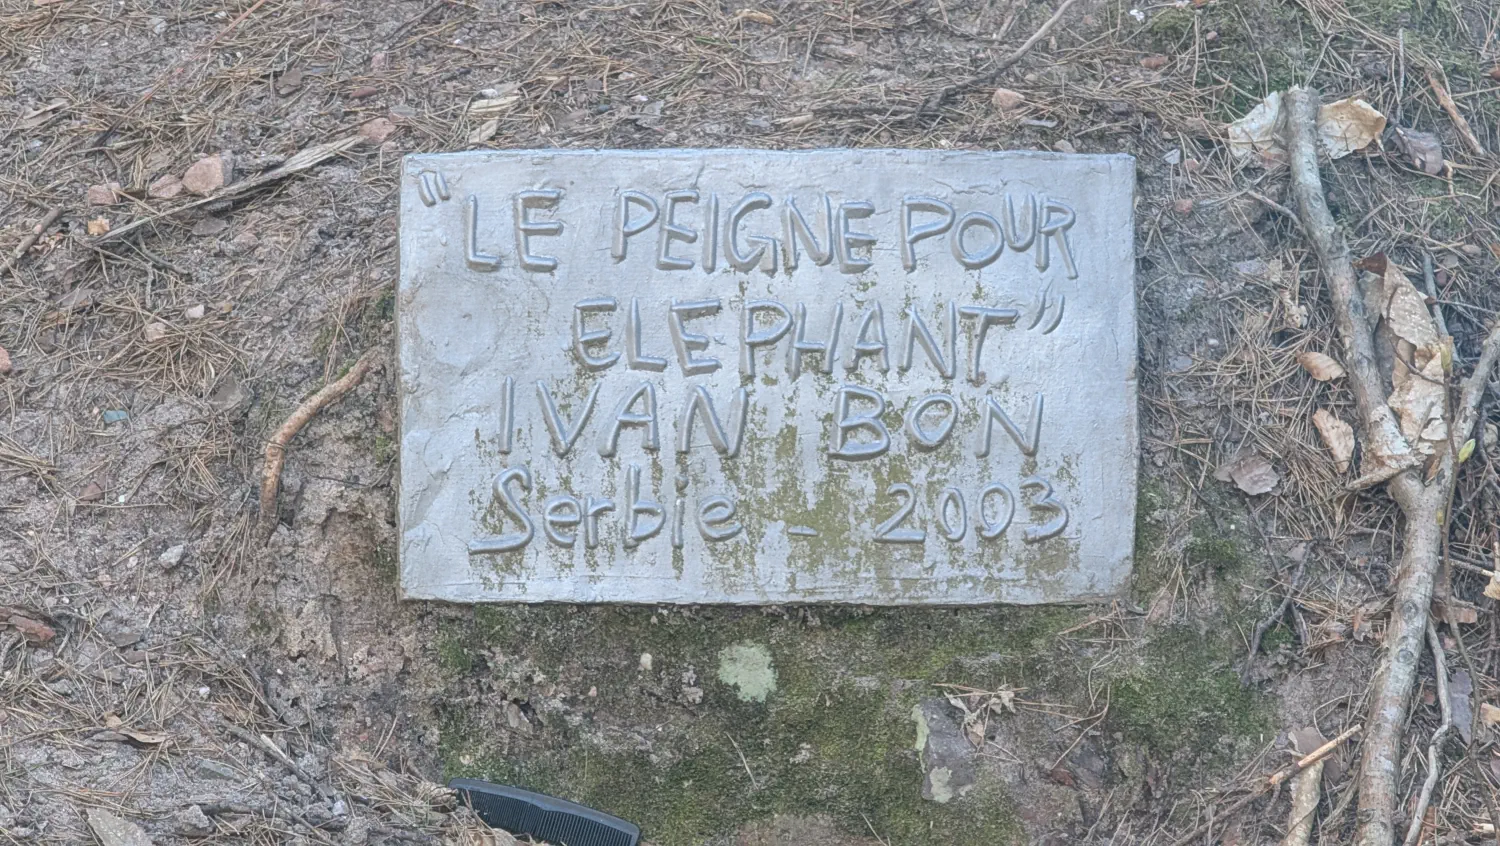 "LE PEIGNE POUR
ELEPHANT"
IVAN BON
Serbie - 2003